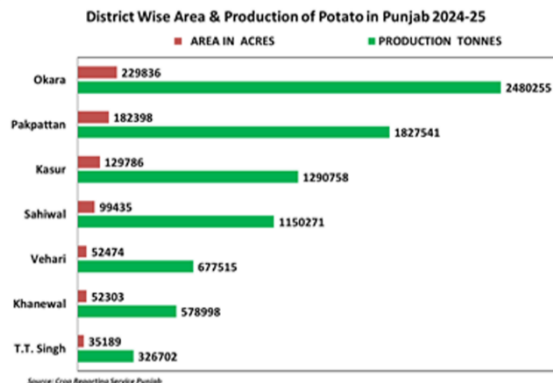 District Wise Area & Production of Potato in Punjab 2024-25
AREA IN ACRES PRODUCTION TONNES
Okara 229836
2480255
Pakpattan 182398
1827541
Kasur 129786
1290758
Sahiwal 99435
1150271
Vehari 52474
677515
Khanewal 52303
578998
T.T. Singh 35189
326702
Source: Crop Reporting Service Punjab